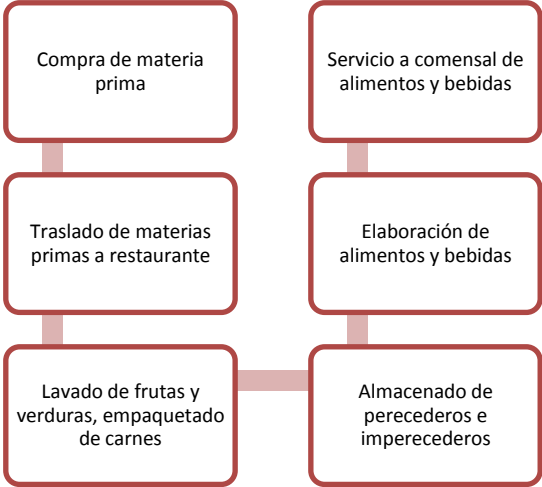 Compra de materia
prima
Traslado de materias
primas a restaurante
Lavado de frutas y
verduras, empaquetado
de carnes
Almacenado de
perecederos e
imperecederos
Elaboración de
alimentos y bebidas
Servicio a comensal de
alimentos y bebidas